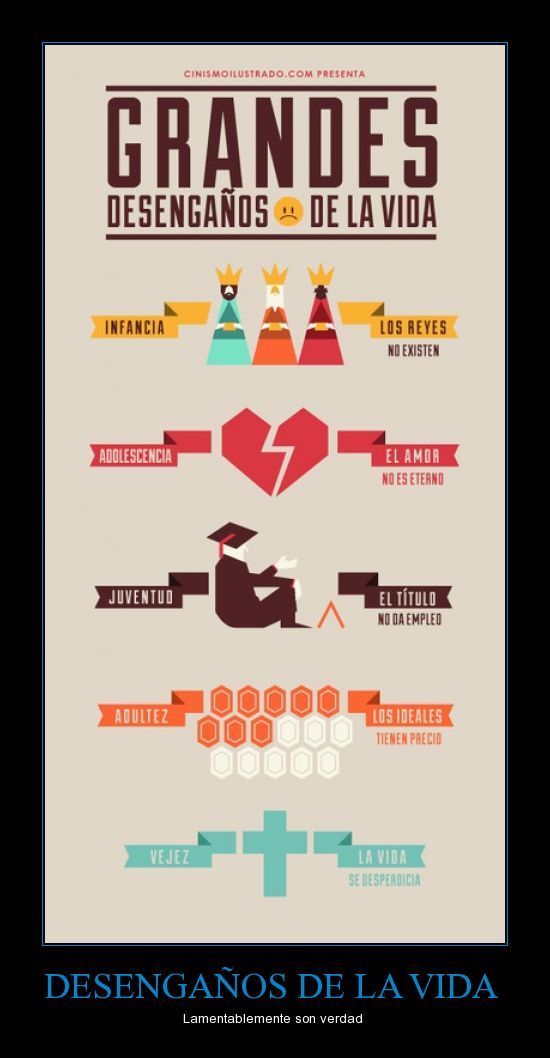 CINISMOILUSTRADO.COM PRESENTA
GRANDES
DESENGAÑOS DE LA VIDA
INFANCIA
LOS REYES
NO EXISTEN
ADOLESCENCIA
EL AMOR
NO ES ETERNO
JUVENTUD
EL TÍTULO
NO DA EMPLEO
ADULTEZ
LOS IDEALES
TIENEN PRECIO
VEJEZ
LA VIDA
SE DESPERDICIA
DESENGAÑOS DE LA VIDA
Lamentablemente son verdad